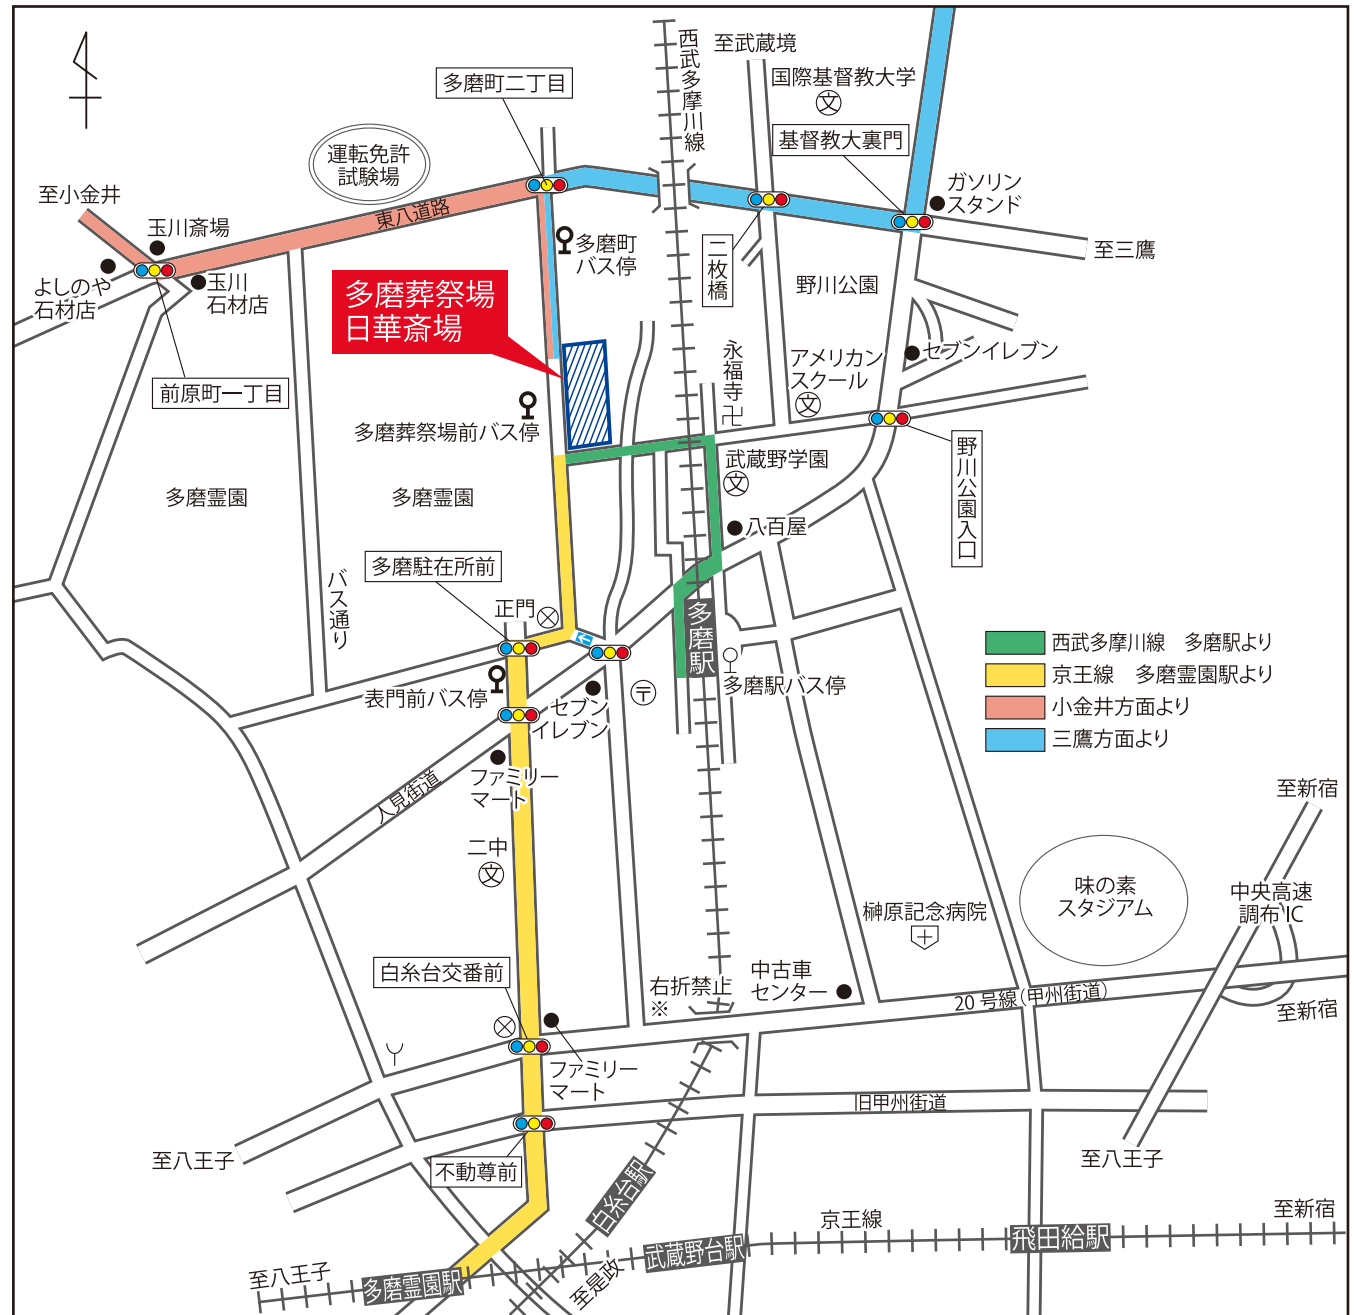 西武多摩川線
至武蔵境
国際基督教大学
文
多磨町二丁目
基督教大裏門
運転免許
試験場
ガソリン
スタンド
至小金井
玉川斎場
東八道路
多磨町
バス停
二枚橋
至三鷹
よしのや
石材店
玉川
石材店
野川公園
多磨葬祭場
日華斎場
永福寺
卍
アメリカン
スクール
文
セブンイレブン
前原町一丁目
多磨葬祭場前バス停
武蔵野学園
文
野川公園入口
多磨霊園
多磨霊園
八百屋
多磨駐在所前
バス通り
正門
多磨駅
西武多摩川線 多磨駅より
京王線 多磨霊園駅より
小金井方面より
三鷹方面より
表門前バス停
セブン
イレブン
〒
多磨駅バス停
ファミリー
マート
人見街道
至新宿
二中
文
味の素
スタジアム
中央高速
調布IC
榊原記念病院
白糸台交番前
右折禁止
※
中古車
センター
20号線(甲州街道)
至新宿
ファミリー
マート
旧甲州街道
至八王子
不動尊前
至八王子
白糸台駅
京王線
至新宿
武蔵野台駅
飛田給駅
至八王子
多磨霊園駅
至是政